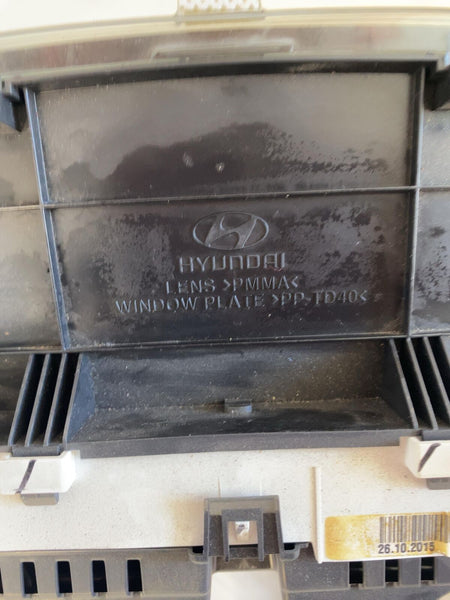 HYUNDAI
LENS >PMMA<
WINDOW PLATE >PP-TD40<
26.10.2015